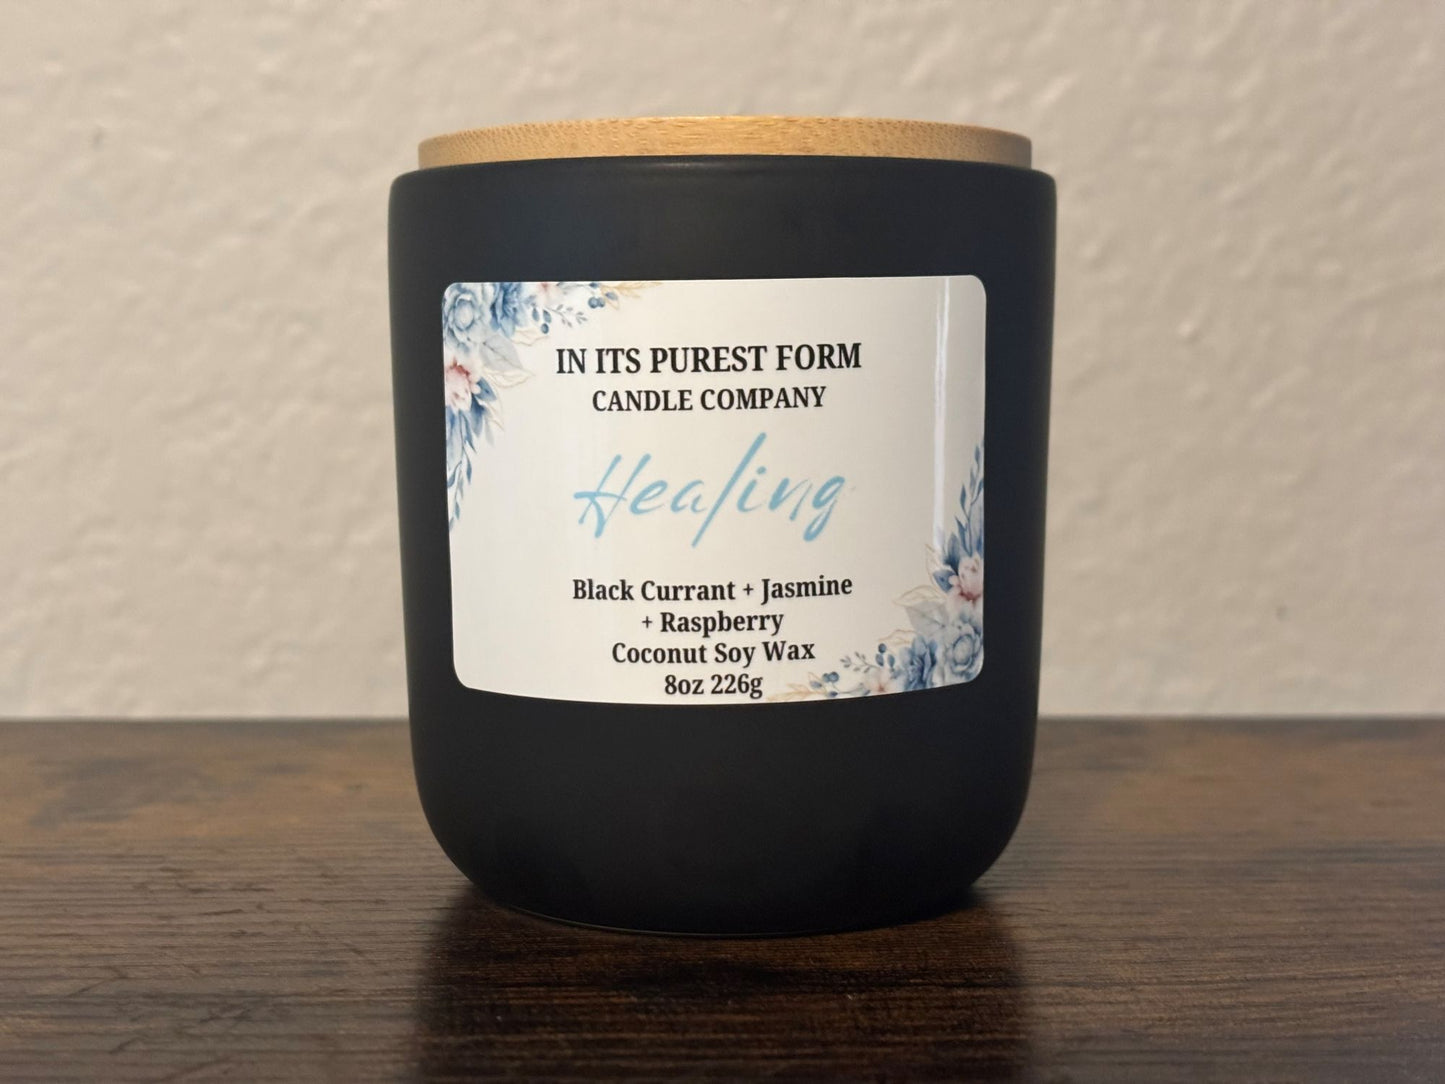 IN ITS PUREST FORM
CANDLE COMPANY
Healing
Black Currant + Jasmine
+ Raspberry
Coconut Soy Wax
8oz 226g